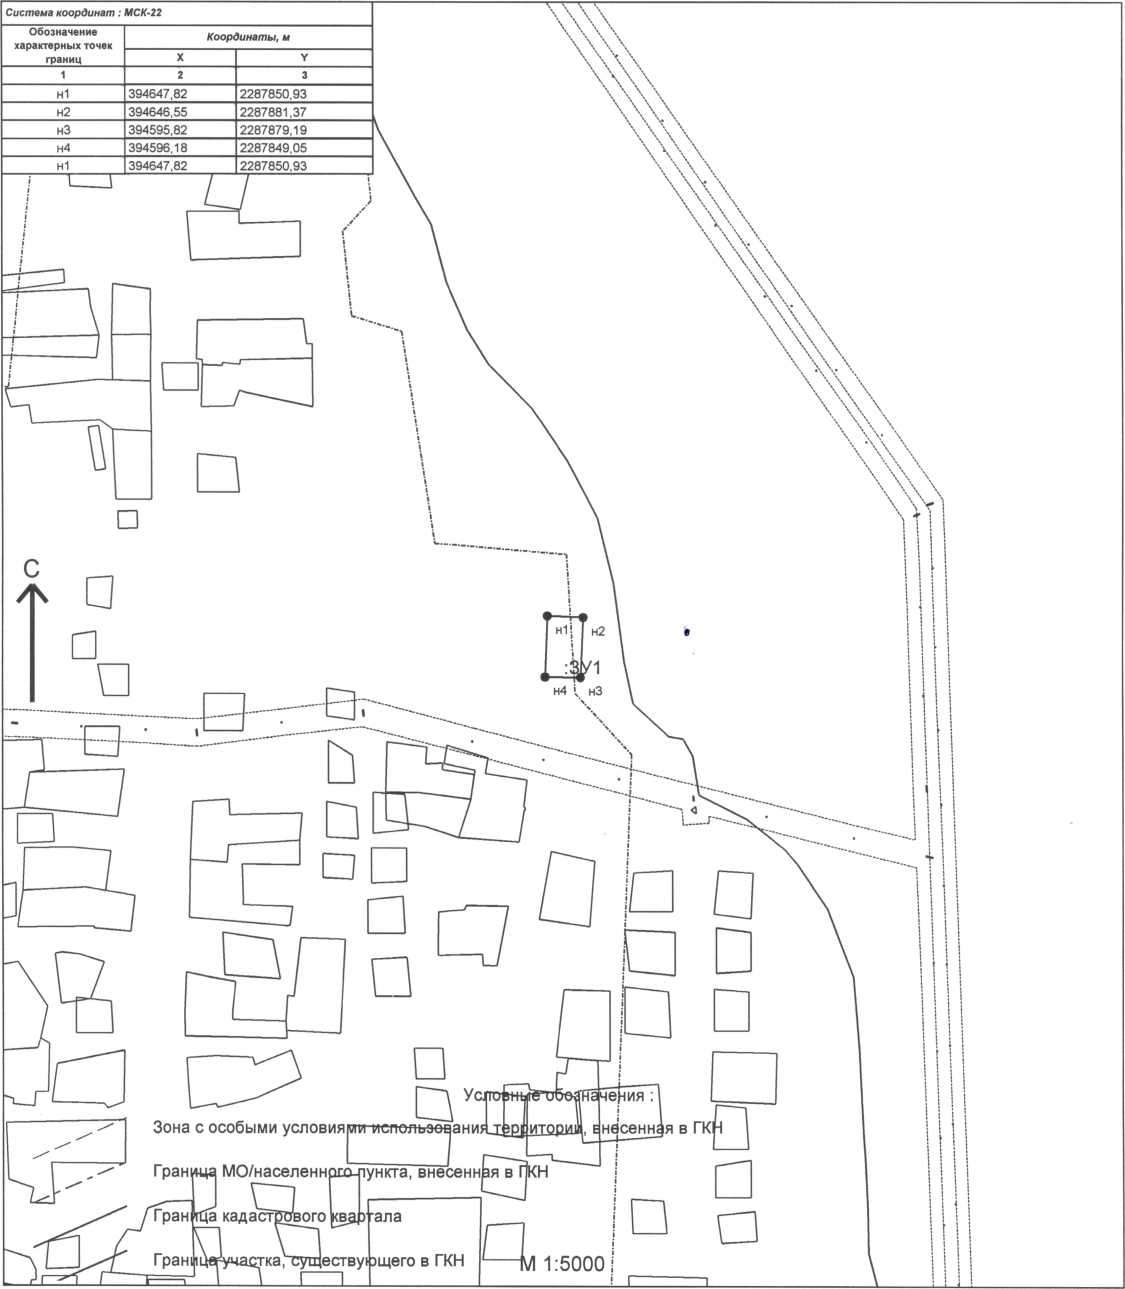 Система координат : МСК-22
Обозначение характерных точек границ | Координаты, м
X | Y
1 | 2 | 3
н1 | 394647,82 | 2287850,93
н2 | 394646,55 | 2287881,37
н3 | 394595,82 | 2287879,19
н4 | 394596,18 | 2287849,05
н1 | 394647,82 | 2287850,93
С
н1 н2
:ЗУ1
н4 н3
Условные обозначения :
Зона с особыми условиями использования территории, внесенная в ГКН
Граница МО/населенного пункта, внесенная в ГКН
Граница кадастрового квартала
Граница участка, существующего в ГКН
М 1:5000